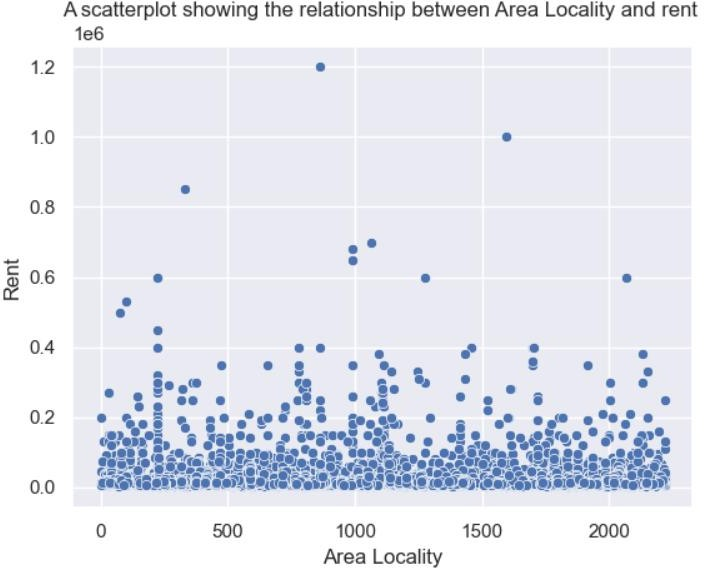 A scatterplot showing the relationship between Area Locality and rent
1e6
1.2
1.0
0.8
0.6
0.4
0.2
0.0
Rent
0 500 1000 1500 2000
Area Locality